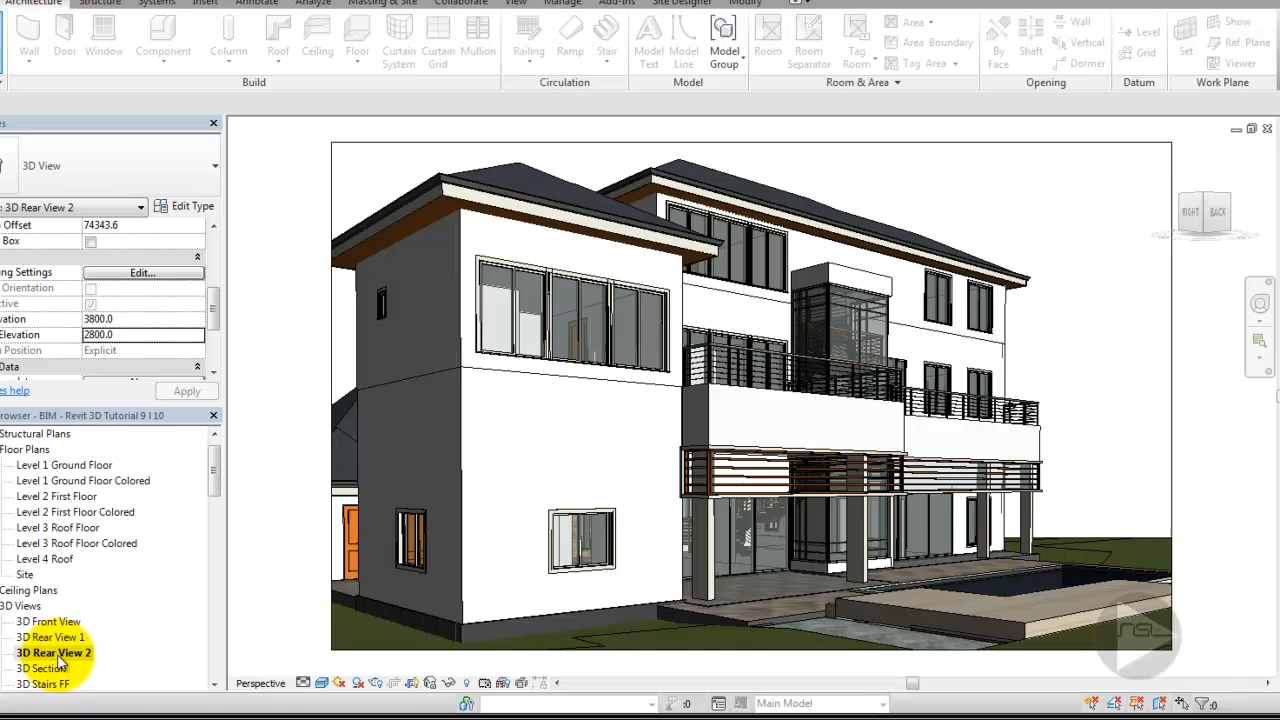 Architecture Structure Systems Insert Annotate Analyze Massing & Site Collaborate View Manage Add-Ins Site Designer Modify
Wall Door Window Component Column Roof Ceiling Floor Curtain System Curtain Grid Mullion Railing Ramp Stair Model Text Model Line Model Group Room Room Separator Tag Room Area Area Boundary Tag Area By Face Shaft Wall Vertical Dormer Level Grid Set Show Ref Plane Viewer
Build Circulation Model Room & Area Opening Datum Work Plane
es
3D View
: 3D Rear View 2 Edit Type
Offset 74343.6
Box
ng Settings Edit...
Orientation
ctive
vation 3800.0
Elevation 2800.0
n Position Explicit
Data
es help Apply
rowser - BIM - Revit 3D Tutorial 9 I 10
Structural Plans
Floor Plans
Level 1 Ground Floor
Level 1 Ground Floor Colored
Level 2 First Floor
Level 2 First Floor Colored
Level 3 Roof Floor
Level 3 Roof Floor Colored
Level 4 Roof
Site
Ceiling Plans
3D Views
3D Front View
3D Rear View 1
3D Rear View 2
3D Section
3D Stairs FF
RIGHT BACK
Perspective
:0 Main Model :0